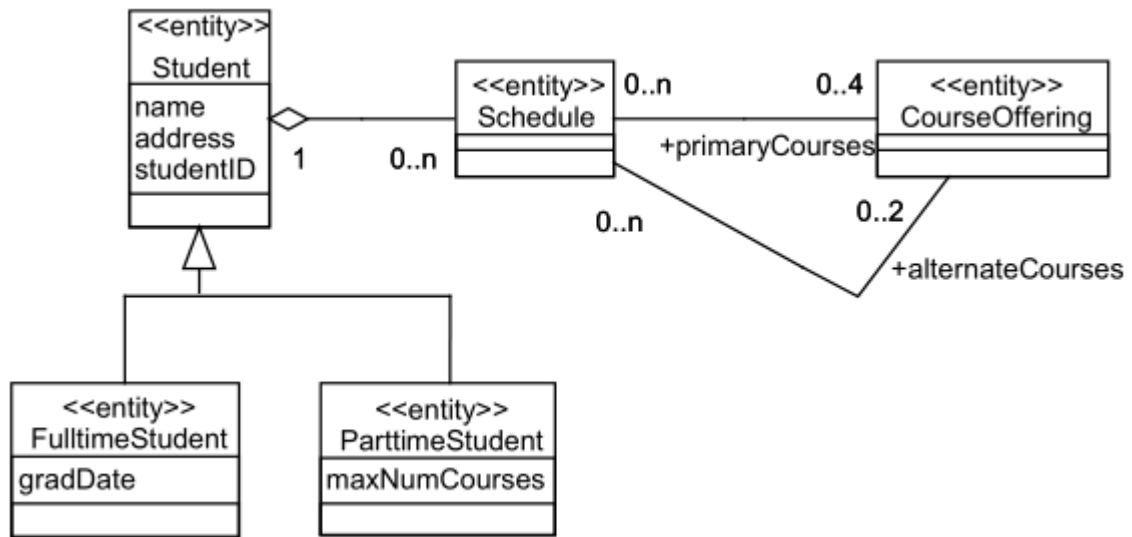 <<entity>>
Student
name
address
studentID
1
0..n
<<entity>>
Schedule
0..n
0..4
+primaryCourses
<<entity>>
CourseOffering
0..n
0..2
+alternateCourses
<<entity>>
FulltimeStudent
gradDate
<<entity>>
ParttimeStudent
maxNumCourses